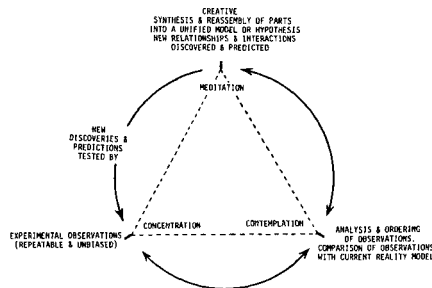 CREATIVE
SYNTHESIS & REASSEMBLY OF PARTS
INTO A UNIFIED MODEL OR HYPOTHESIS
NEW RELATIONSHIPS & INTERACTIONS
DISCOVERED & PREDICTED
MEDITATION
NEW
DISCOVERIES &
PREDICTIONS
TESTED BY
CONCENTRATION
CONTEMPLATION
EXPERIMENTAL OBSERVATIONS
(REPEATABLE & UNBIASED)
ANALYSIS & ORDERING
OF OBSERVATIONS.
COMPARISON OF OBSERVATIONS
WITH CURRENT REALITY MODEL